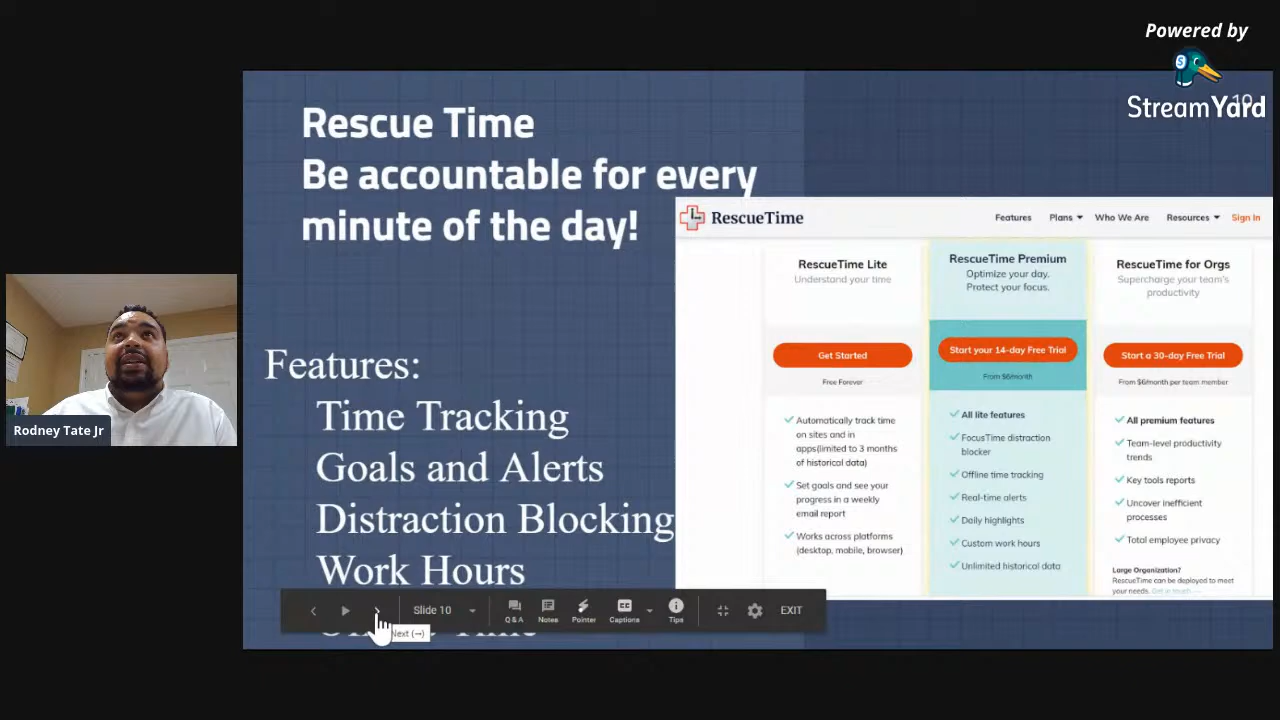 Powered by
StreamYard
10
Rescue Time
Be accountable for every
minute of the day!
Features:
Time Tracking
Goals and Alerts
Distraction Blocking
Work Hours
Time
RescueTime
Features
Plans
Who We Are
Resources
Sign In
RescueTime Lite
Understand your time
Get Started
Free Forever
Automatically track time
on sites and in
apps(limited to 3 months
of historical data)
Set goals and see your
progress in a weekly
email report
Works across platforms
(desktop, mobile, browser)
RescueTime Premium
Optimize your day.
Protect your focus.
Start your 14-day Free Trial
From $6/month
All lite features
FocusTime distraction
blocker
Offline time tracking
Real-time alerts
Daily highlights
Custom work hours
Unlimited historical data
RescueTime for Orgs
Supercharge your team's
productivity
Start a 30-day Free Trial
From $6/month per team member
All premium features
Team-level productivity
trends
Key tools reports
Uncover inefficient
processes
Total employee privacy
Large Organization?
RescueTime can be deployed to meet
your needs. Get in touch
Rodney Tate Jr
Slide 10
Q & A
Notes
Pointer
Captions
Tips
EXIT
Next (→)